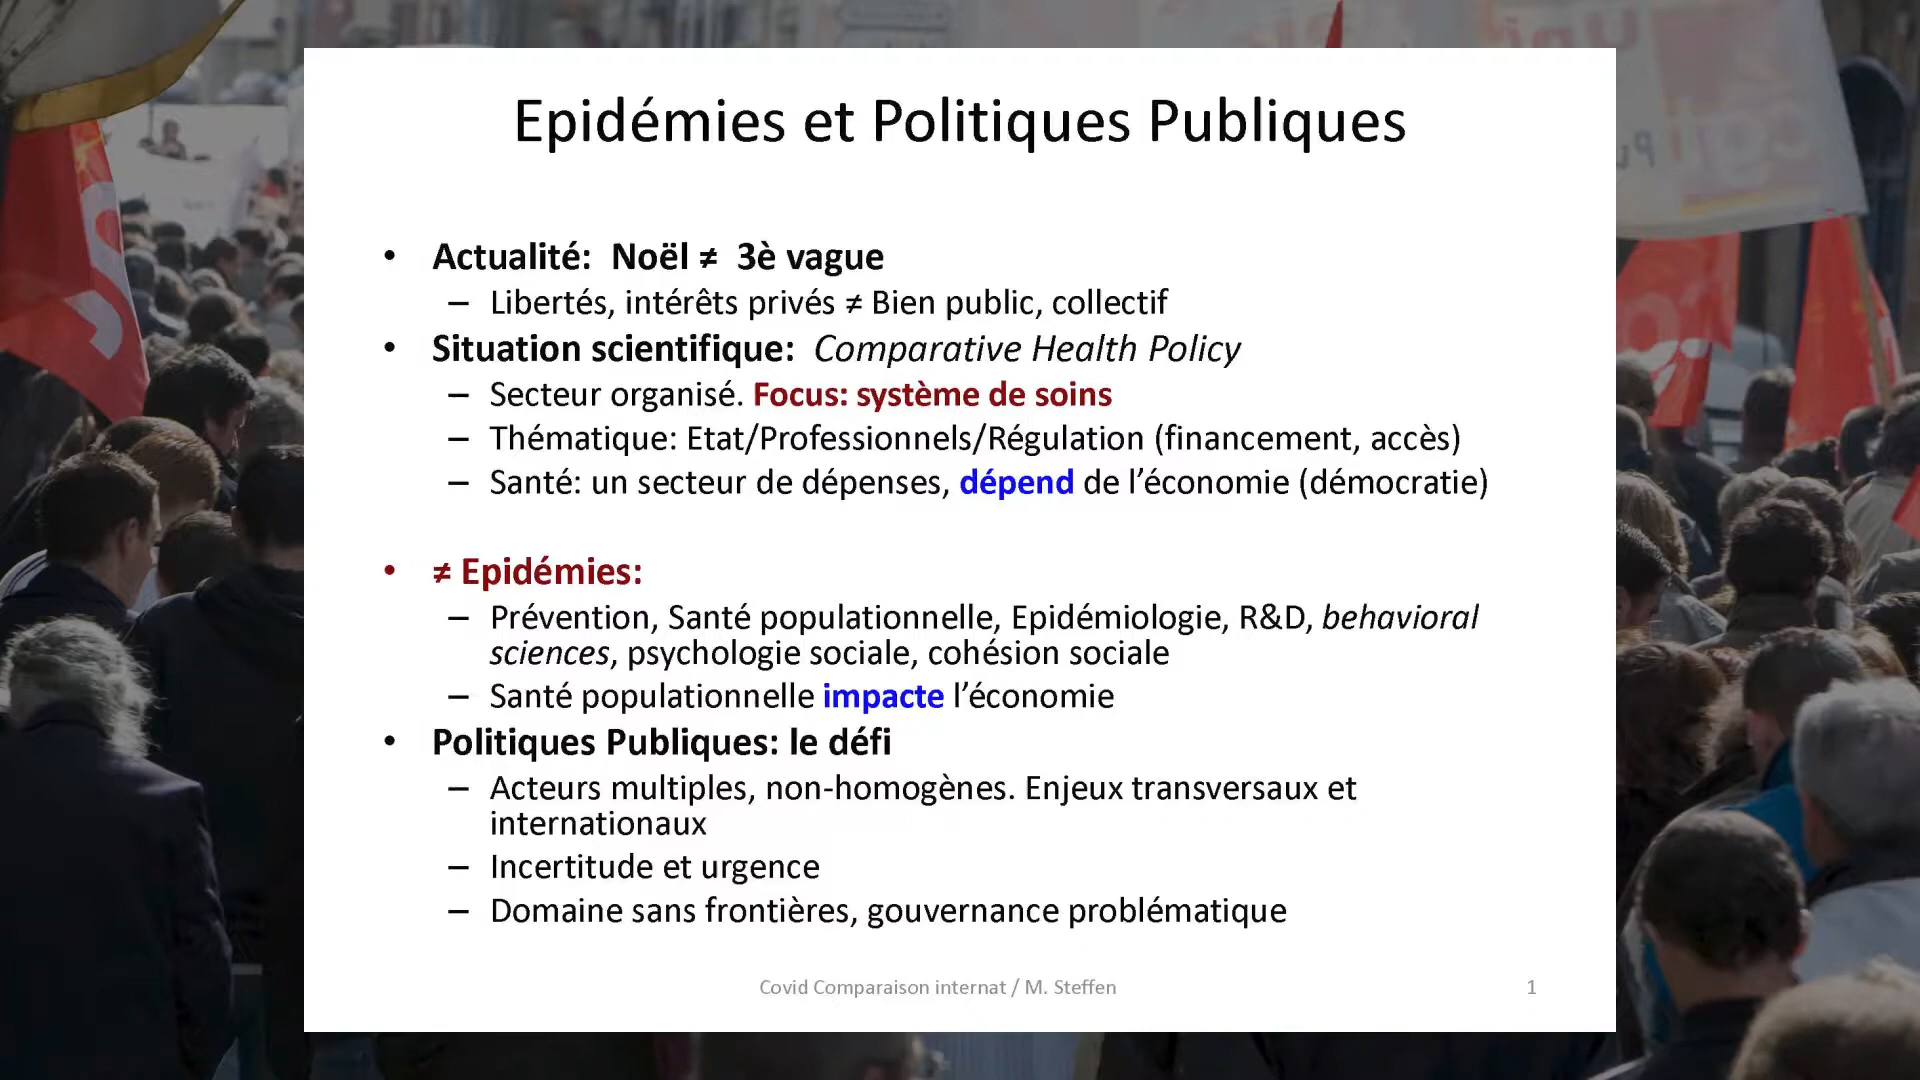 Epidémies et Politiques Publiques
• Actualité: Noël ≠ 3è vague
– Libertés, intérêts privés ≠ Bien public, collectif
• Situation scientifique: Comparative Health Policy
– Secteur organisé. Focus: système de soins
– Thématique: Etat/Professionnels/Régulation (financement, accès)
– Santé: un secteur de dépenses, dépend de l’économie (démocratie)
• ≠ Epidémies:
– Prévention, Santé populationnelle, Epidémiologie, R&D, behavioral
sciences, psychologie sociale, cohésion sociale
– Santé populationnelle impacte l’économie
• Politiques Publiques: le défi
– Acteurs multiples, non-homogènes. Enjeux transversaux et
internationaux
– Incertitude et urgence
– Domaine sans frontières, gouvernance problématique
Covid Comparaison internat / M. Steffen
1